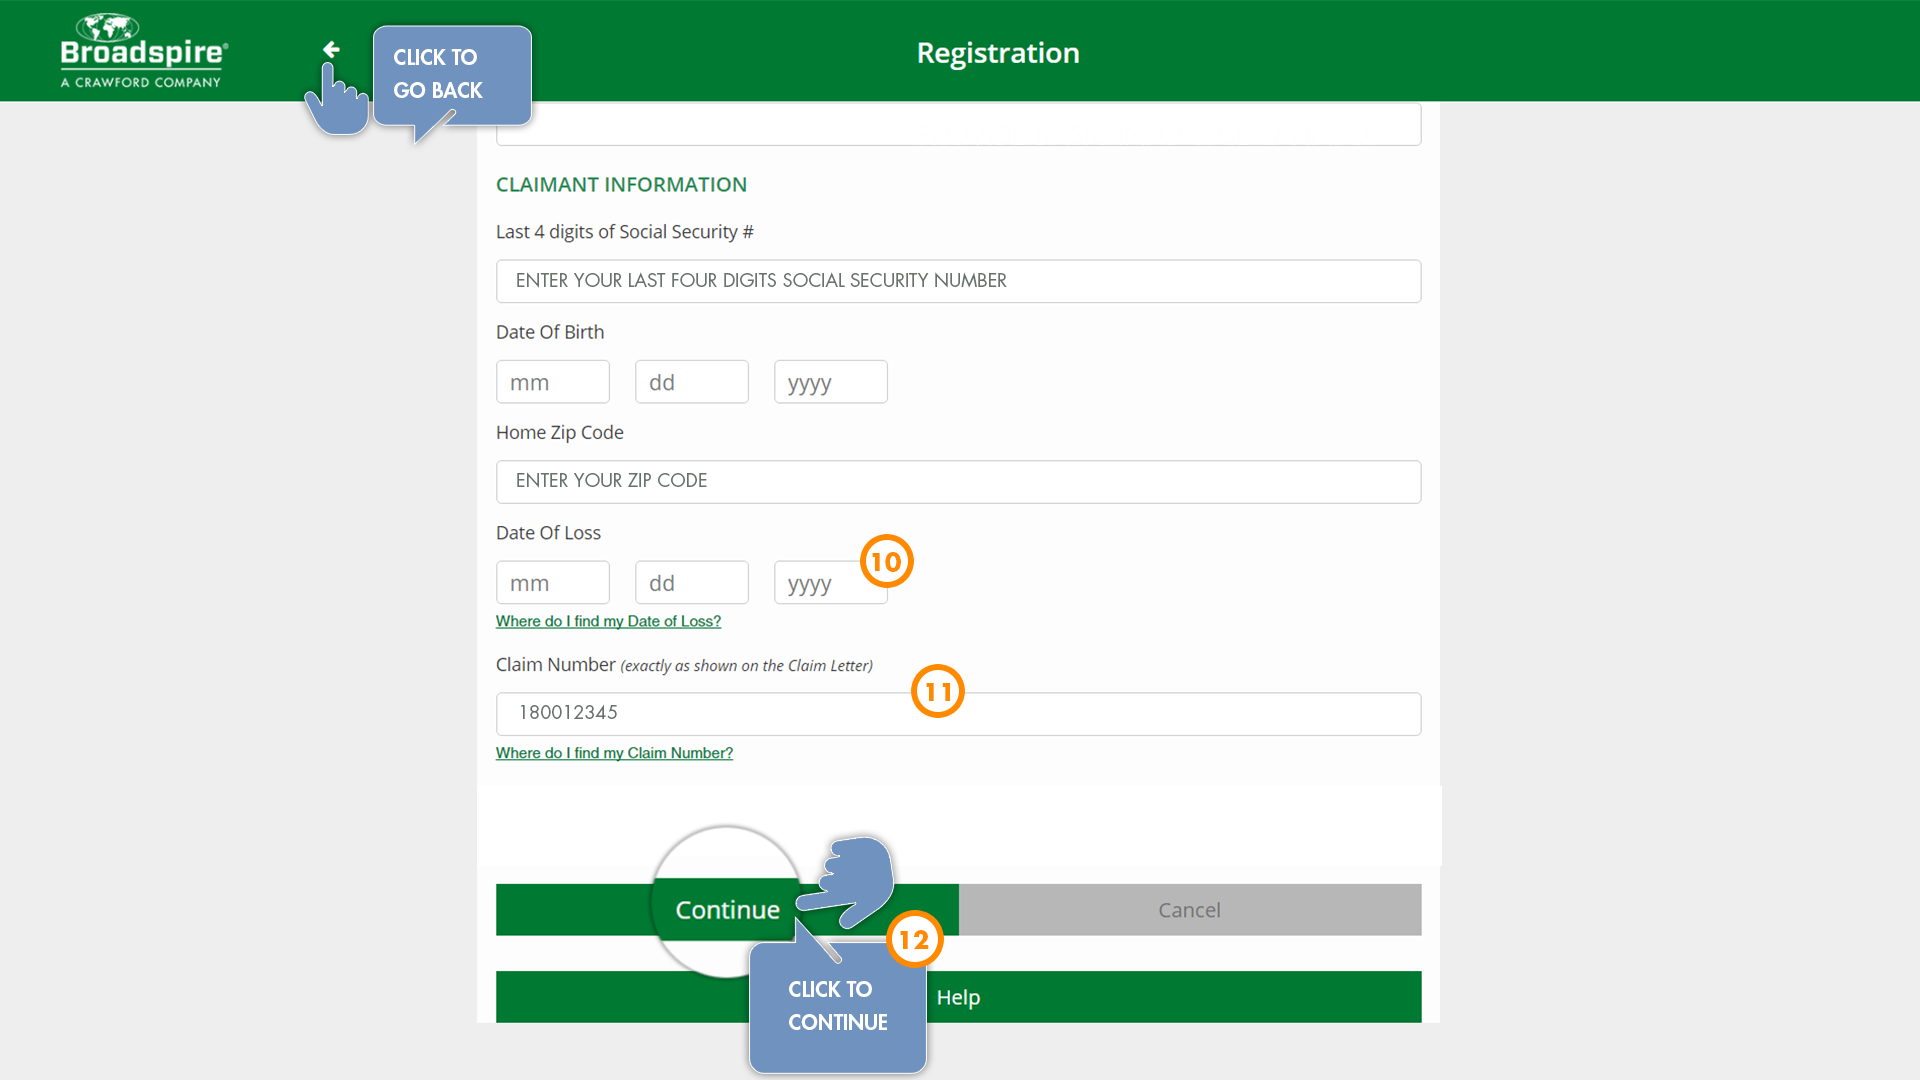 Broadspire®
A CRAWFORD COMPANY
CLICK TO
GO BACK
Registration
CLAIMANT INFORMATION
Last 4 digits of Social Security #
ENTER YOUR LAST FOUR DIGITS SOCIAL SECURITY NUMBER
Date Of Birth
mm dd yyyy
Home Zip Code
ENTER YOUR ZIP CODE
Date Of Loss
10
mm dd yyyy
Where do I find my Date of Loss?
Claim Number (exactly as shown on the Claim Letter)
11
180012345
Where do I find my Claim Number?
Continue
Cancel
12
CLICK TO
CONTINUE
Help